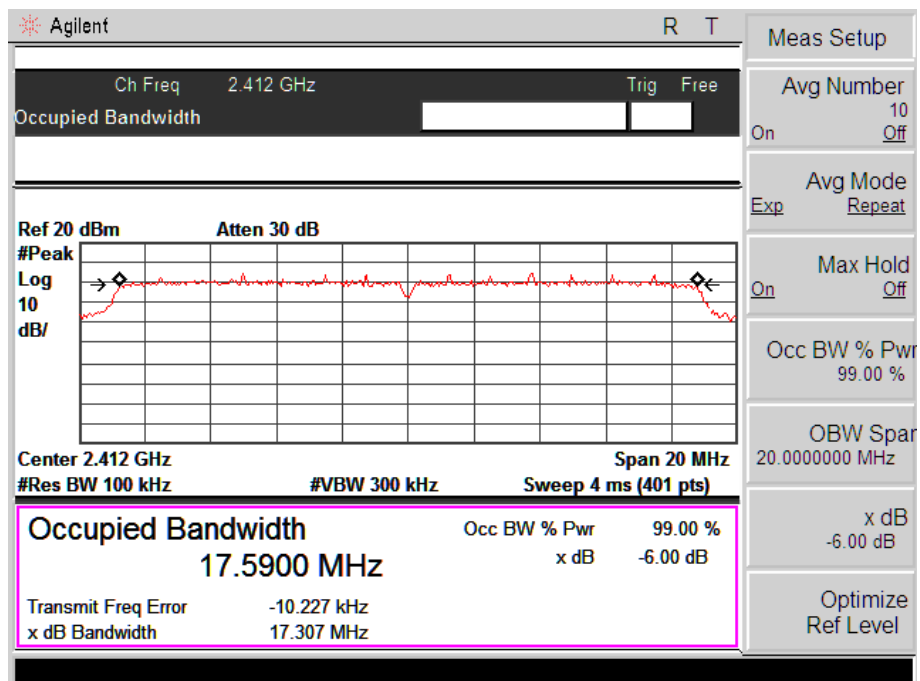 Agilent R T
Ch Freq 2.412 GHz Trig Free
Occupied Bandwidth
Ref 20 dBm Atten 30 dB
#Peak
Log
10
dB/
Center 2.412 GHz Span 20 MHz
#Res BW 100 kHz #VBW 300 kHz Sweep 4 ms (401 pts)
Occupied Bandwidth Occ BW % Pwr 99.00 %
17.5900 MHz x dB -6.00 dB
Transmit Freq Error -10.227 kHz
x dB Bandwidth 17.307 MHz
Meas Setup
Avg Number
10
On Off
Avg Mode
Exp Repeat
Max Hold
On Off
Occ BW % Pwr
99.00 %
OBW Span
20.0000000 MHz
x dB
-6.00 dB
Optimize
Ref Level